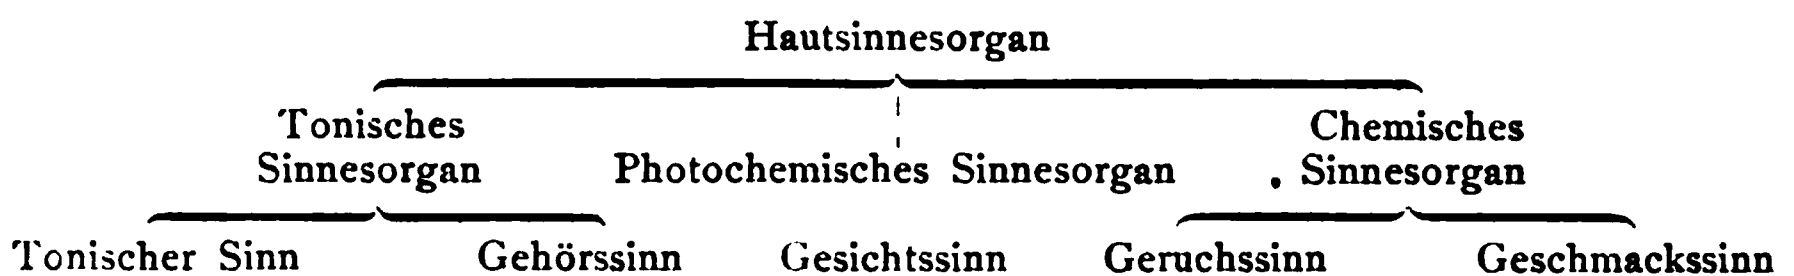 Hautsinnesorgan
Tonisches
Sinnesorgan
Photochemisches Sinnesorgan
Chemisches
Sinnesorgan
Tonischer Sinn Gehörssinn Gesichtssinn Geruchssinn Geschmackssinn